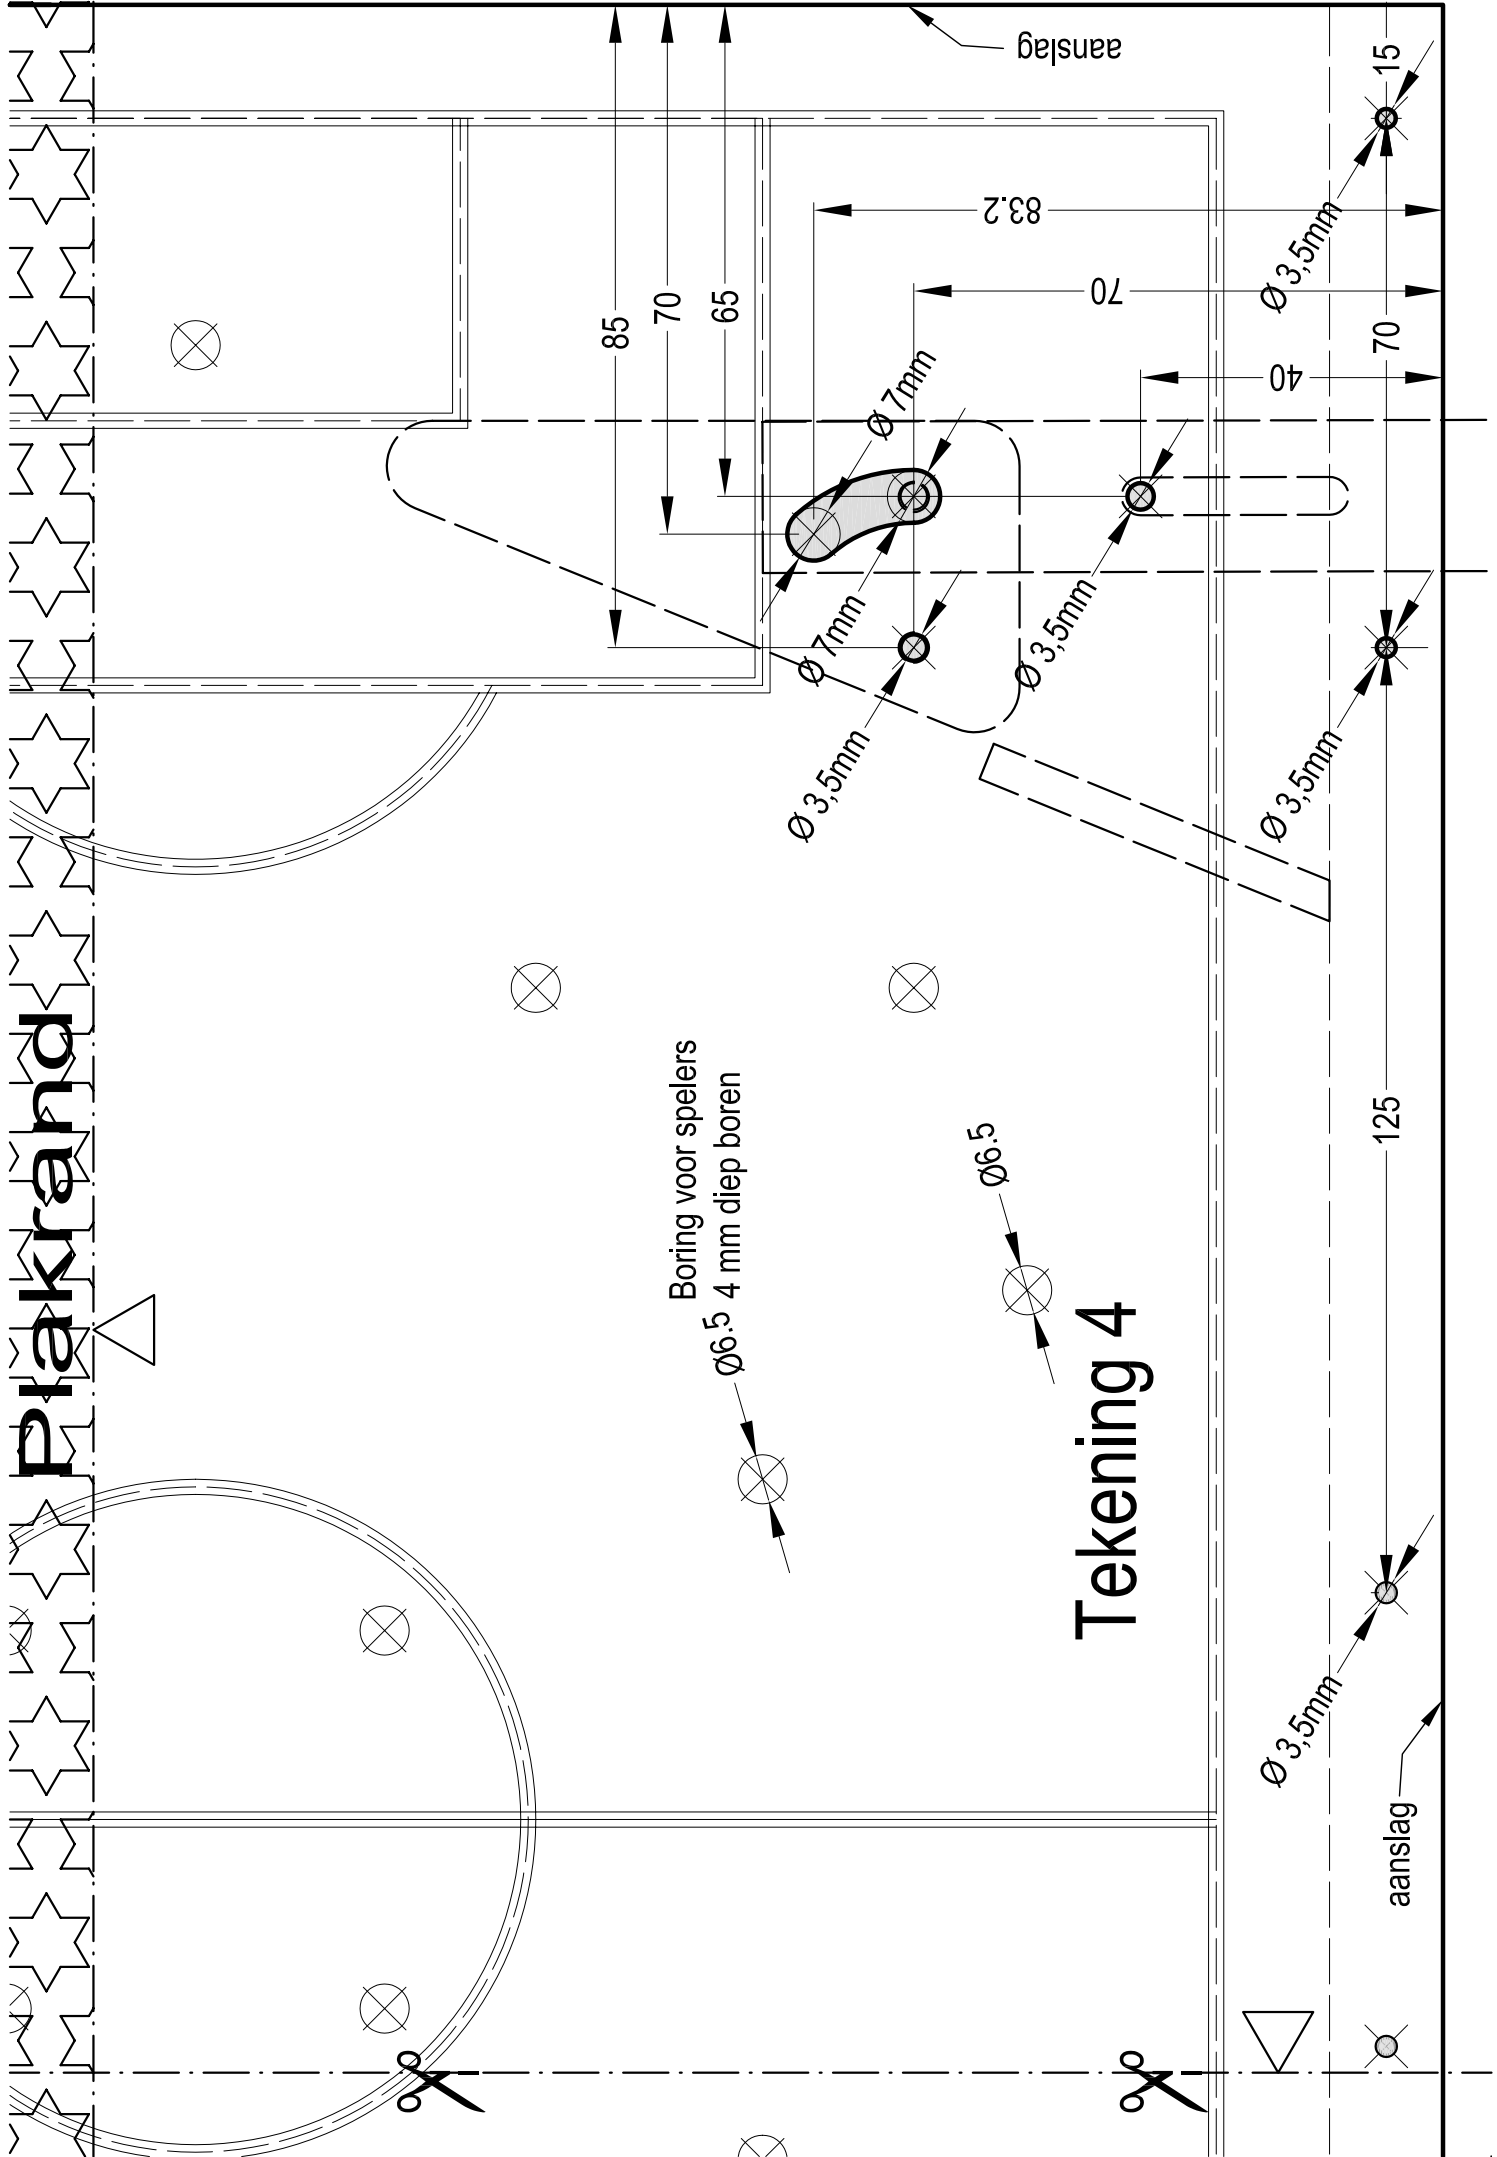 Plakrand
aanslag
15
83.2
Ø 3,5mm
70
85
70
65
70
40
Ø 7mm
Ø 7mm
Ø 3,5mm
Ø 3,5mm
Ø 3,5mm
125
Boring voor spelers
4 mm diep boren
Ø6.5
Ø6.5
Tekening 4
Ø 3,5mm
aanslag